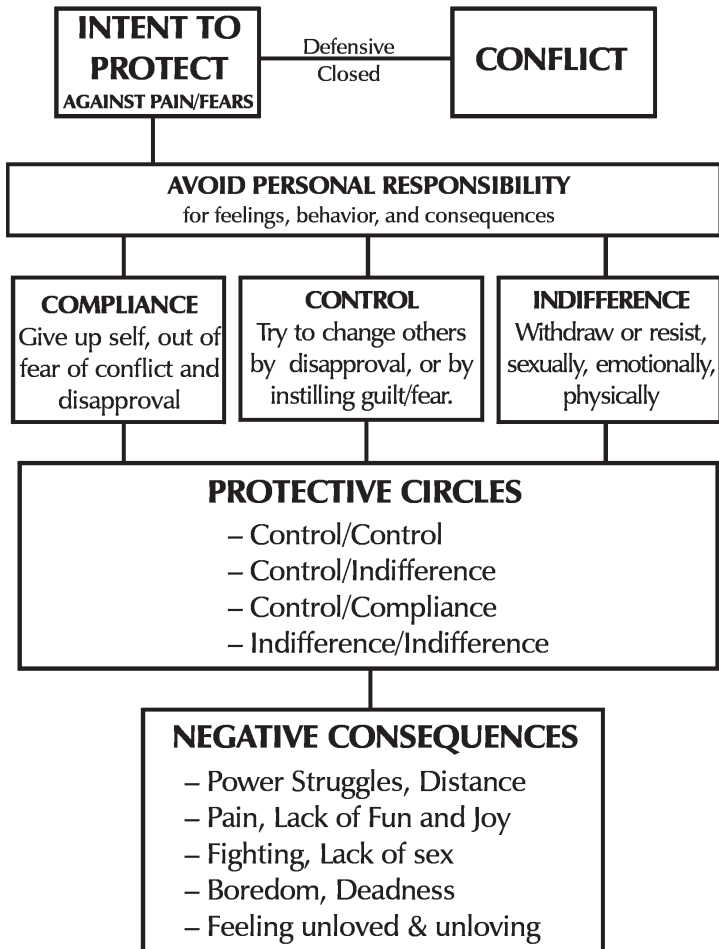 INTENT TO
PROTECT
AGAINST PAIN/FEARS
Defensive
Closed
CONFLICT
AVOID PERSONAL RESPONSIBILITY
for feelings, behavior, and consequences
COMPLIANCE
Give up self, out of
fear of conflict and
disapproval
CONTROL
Try to change others
by disapproval, or by
instilling guilt/fear.
INDIFFERENCE
Withdraw or resist,
sexually, emotionally,
physically
PROTECTIVE CIRCLES
– Control/Control
– Control/Indifference
– Control/Compliance
– Indifference/Indifference
NEGATIVE CONSEQUENCES
– Power Struggles, Distance
– Pain, Lack of Fun and Joy
– Fighting, Lack of sex
– Boredom, Deadness
– Feeling unloved & unloving